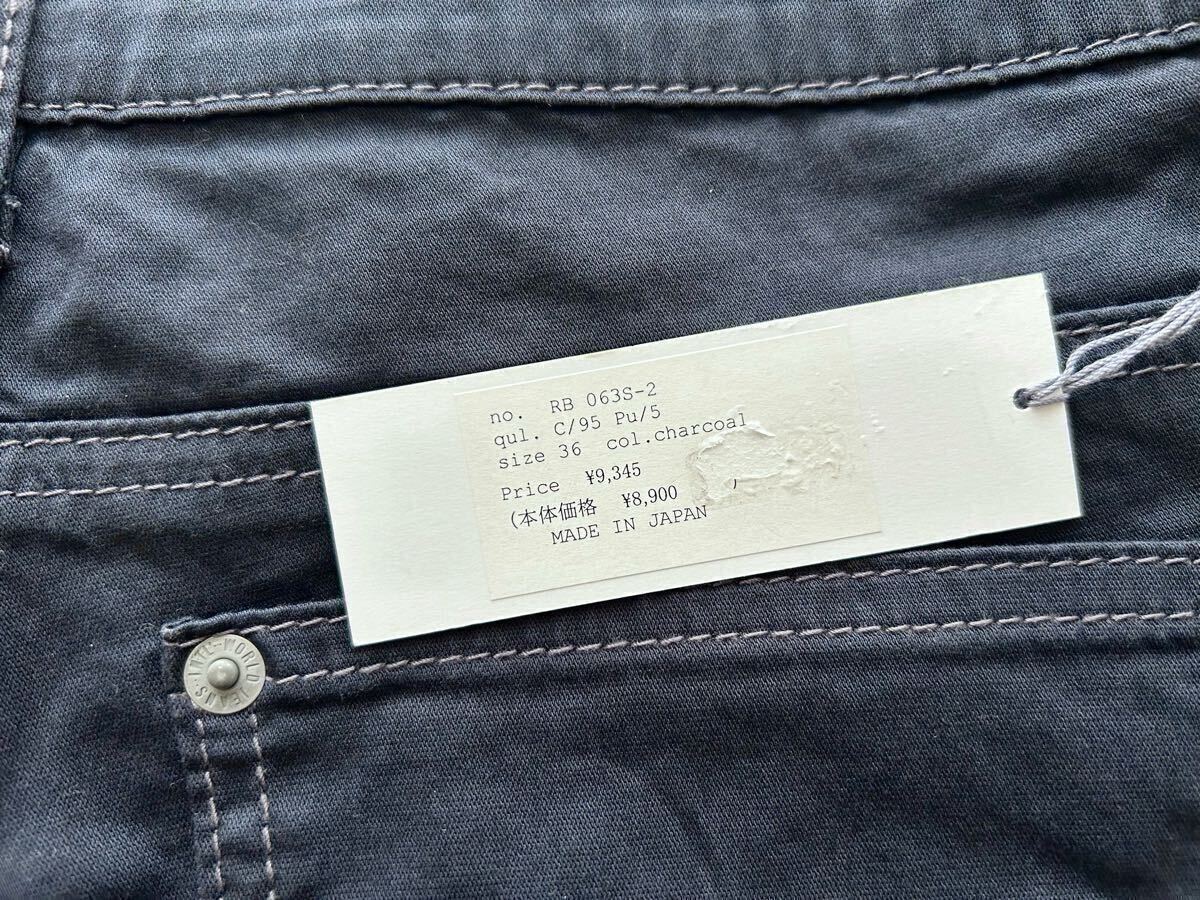 no. RB 063S-2
qul. C/95 Pu/5
size 36 col.charcoal
Price ¥9,345
(本体価格 ¥8,900 )
MADE IN JAPAN
INTL-WORLD JEANS